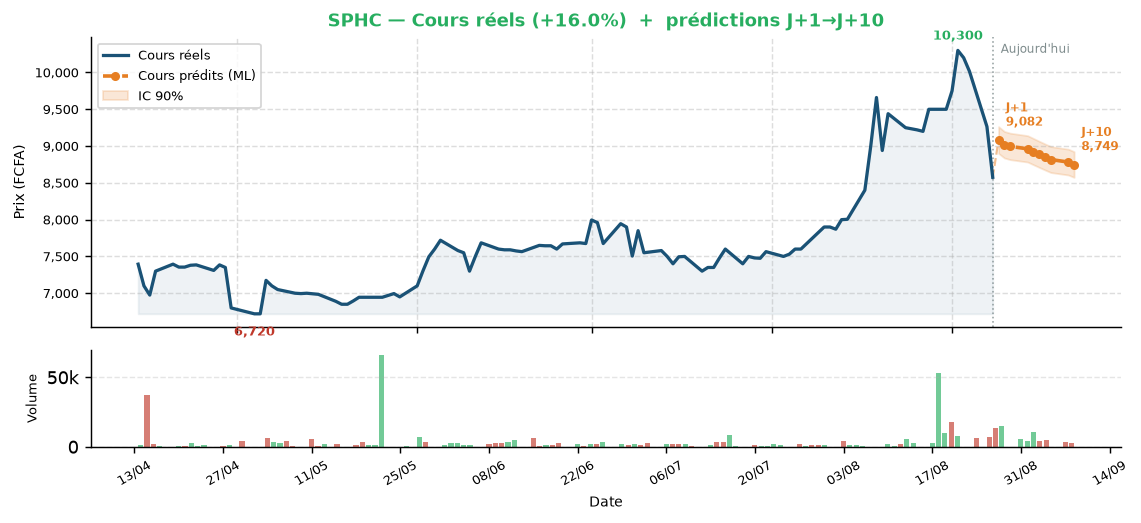 SPHC — Cours réels (+16.0%)  +  prédictions J+1→J+10
Cours réels
Cours prédits (ML)
IC 90%
10,300
Aujourd'hui
J+1
9,082
J+10
8,749
6,720
Prix (FCFA)
10,000
9,500
9,000
8,500
8,000
7,500
7,000
Volume
50k
0
13/04
27/04
11/05
25/05
08/06
22/06
06/07
20/07
03/08
17/08
31/08
14/09
Date